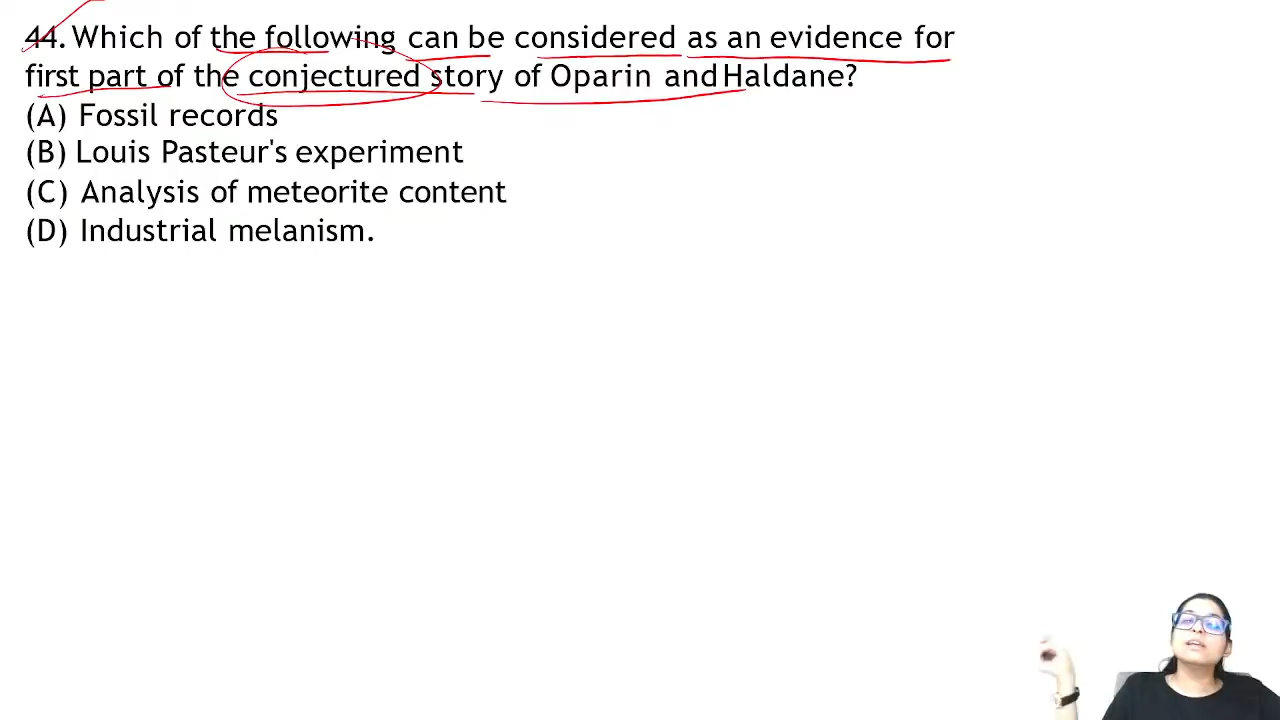 44. Which of the following can be considered as an evidence for
first part of the conjectured story of Oparin and Haldane?
(A) Fossil records
(B) Louis Pasteur's experiment
(C) Analysis of meteorite content
(D) Industrial melanism.